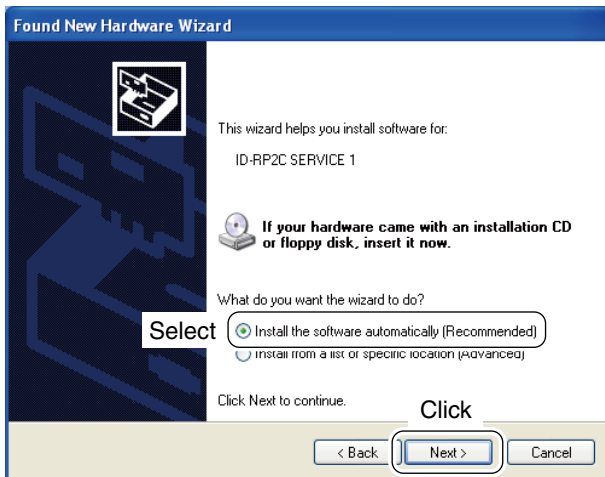 Found New Hardware Wizard
This wizard helps you install software for:
ID-RP2C SERVICE 1
If your hardware came with an installation CD
or floppy disk, insert it now.
What do you want the wizard to do?
Select
Install the software automatically (Recommended)
Install from a list or specific location (Advanced)
Click Next to continue.
Click
< Back
Next >
Cancel